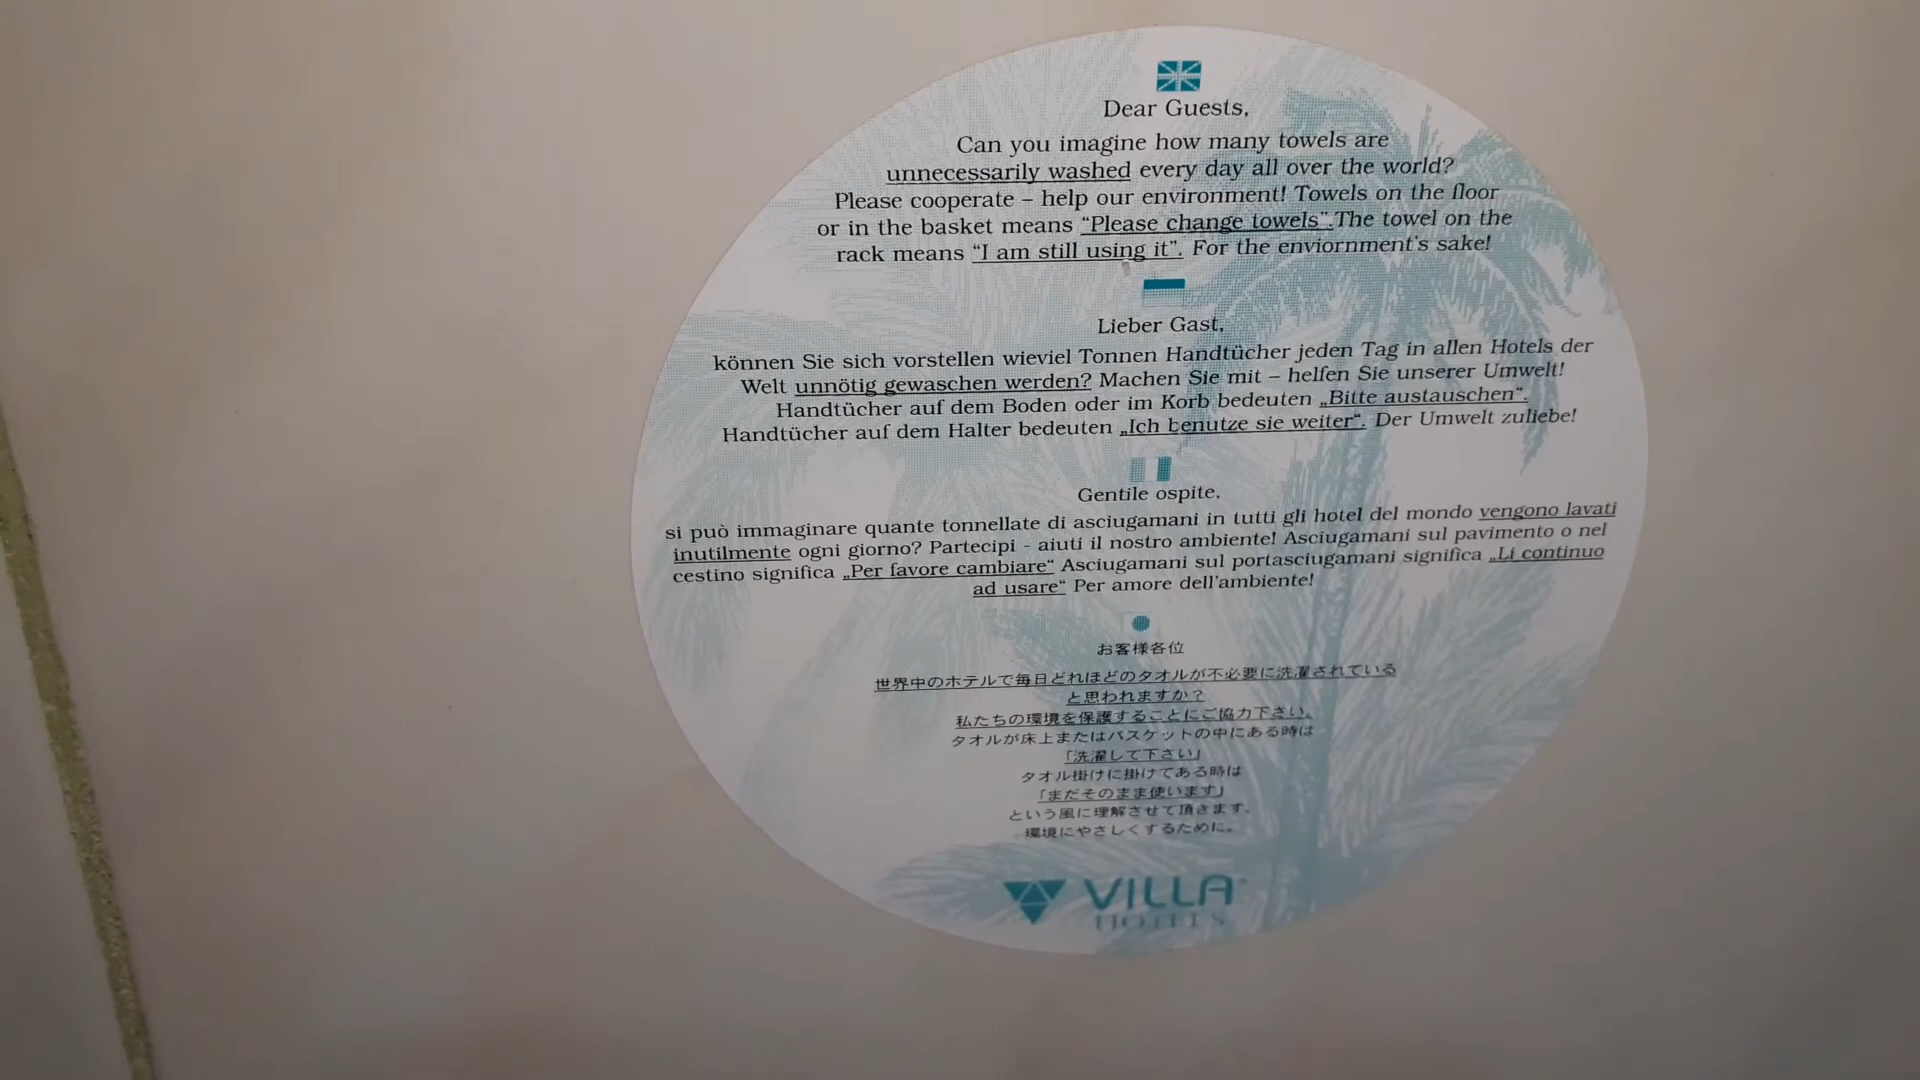 Dear Guests,
Can you imagine how many towels are
unnecessarily washed every day all over the world?
Please cooperate – help our environment! Towels on the floor
or in the basket means “Please change towels”.The towel on the
rack means “I am still using it”. For the enviornment's sake!
Lieber Gast,
können Sie sich vorstellen wieviel Tonnen Handtücher jeden Tag in allen Hotels der
Welt unnötig gewaschen werden? Machen Sie mit – helfen Sie unserer Umwelt!
Handtücher auf dem Boden oder im Korb bedeuten „Bitte austauschen“.
Handtücher auf dem Halter bedeuten „Ich benutze sie weiter“. Der Umwelt zuliebe!
Gentile ospite,
si può immaginare quante tonnellate di asciugamani in tutti gli hotel del mondo vengono lavati
inutilmente ogni giorno? Partecipi - aiuti il nostro ambiente! Asciugamani sul pavimento o nel
cestino significa „Per favore cambiare“ Asciugamani sul portasciugamani significa „Li continuo
ad usare“ Per amore dell'ambiente!
お客様各位
世界中のホテルで毎日どれほどのタオルが不必要に洗濯されている
と思われますか？
私たちの環境を保護することにご協力下さい。
タオルが床上またはバスケットの中にある時は
「洗濯して下さい」
タオル掛けに掛けてある時は
「まだそのまま使います」
という風に理解させて頂きます。
環境にやさしくするために。
VILLA
HOTELS